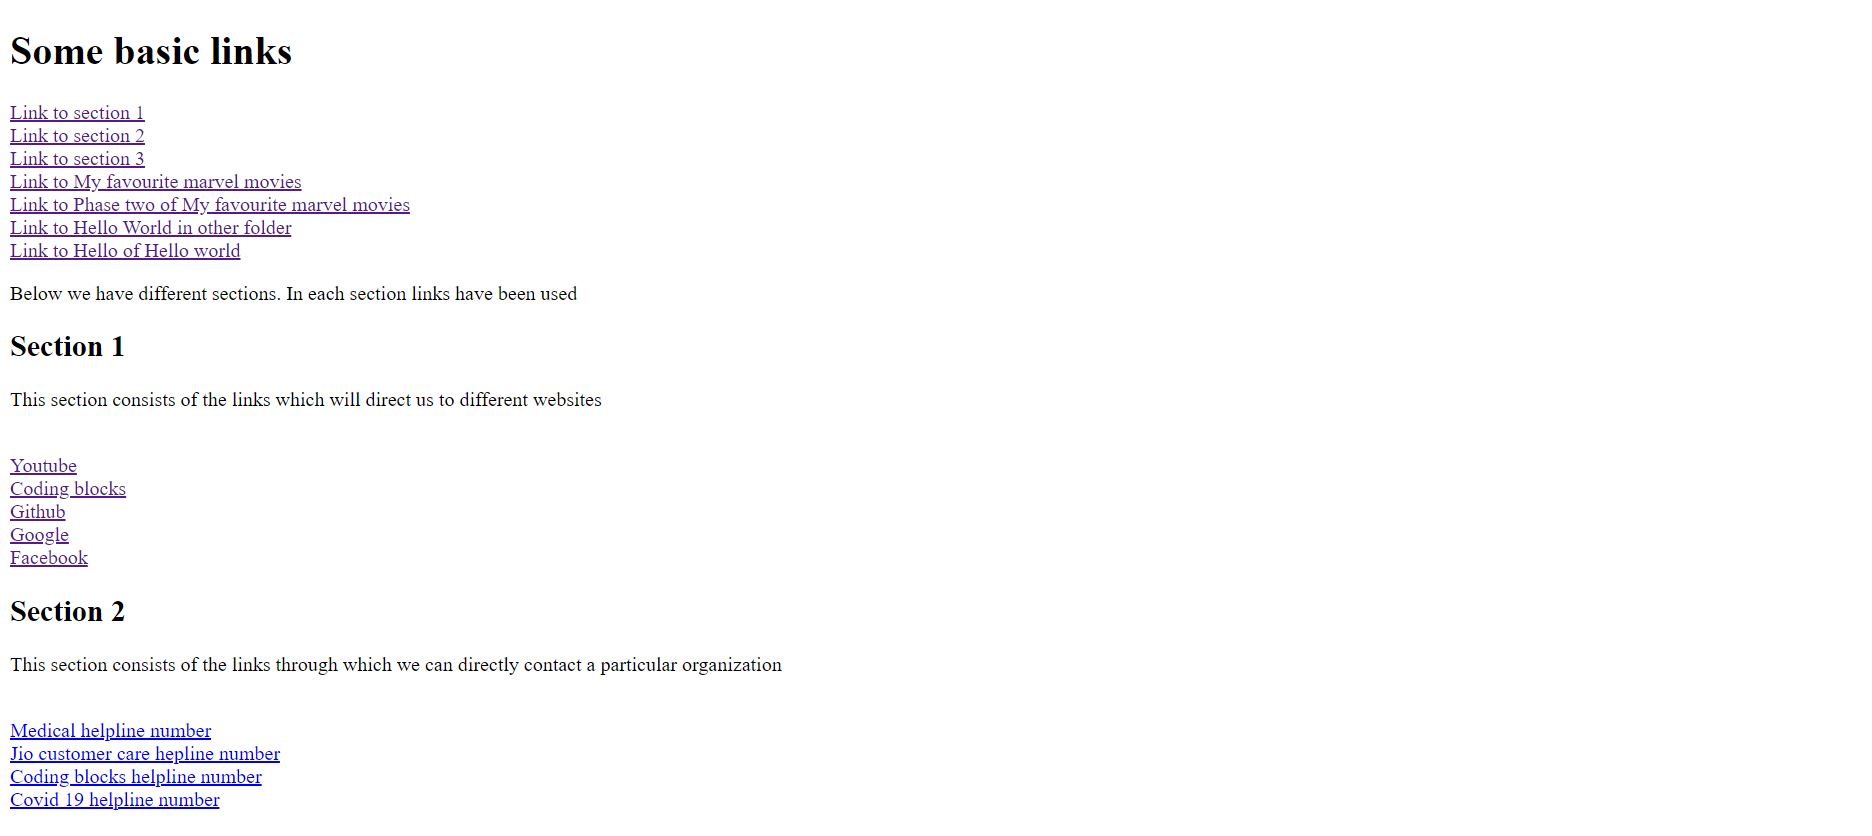 Some basic links
Link to section 1
Link to section 2
Link to section 3
Link to My favourite marvel movies
Link to Phase two of My favourite marvel movies
Link to Hello World in other folder
Link to Hello of Hello world
Below we have different sections. In each section links have been used
Section 1
This section consists of the links which will direct us to different websites
Youtube
Coding blocks
Github
Google
Facebook
Section 2
This section consists of the links through which we can directly contact a particular organization
Medical helpline number
Jio customer care hepline number
Coding blocks helpline number
Covid 19 helpline number